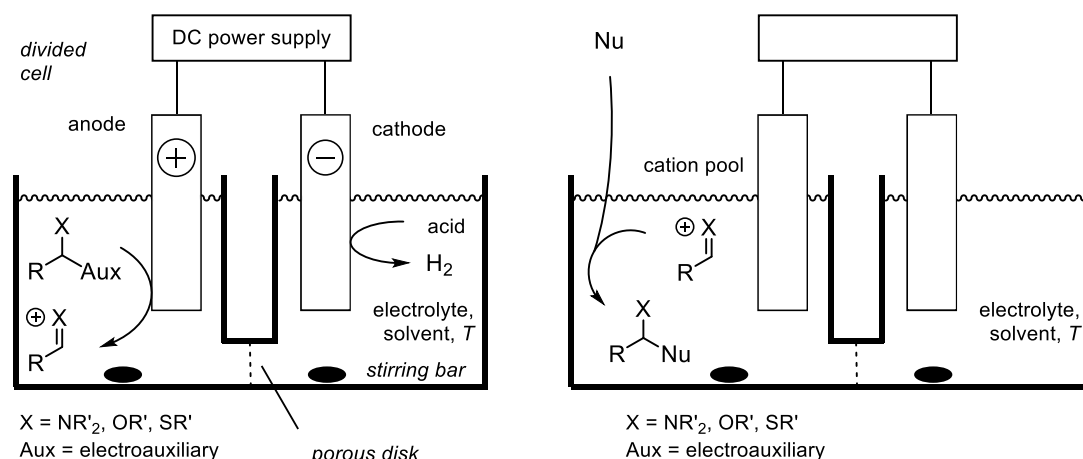 divided
cell
DC power supply
anode
cathode
+
−
X
R
Aux
⊕
X
R
acid
H₂
electrolyte,
solvent, T
stirring bar
X = NR'₂, OR', SR'
Aux = electroauxiliary
porous disk
Nu
cation pool
⊕
X
R
X
R
Nu
electrolyte,
solvent, T
X = NR'₂, OR', SR'
Aux = electroauxiliary